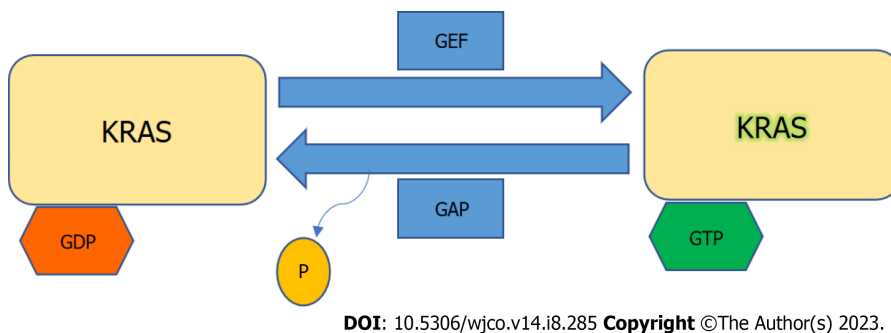 GEF
KRAS
KRAS
GAP
GDP
P
GTP
DOI: 10.5306/wjco.v14.i8.285 Copyright ©The Author(s) 2023.